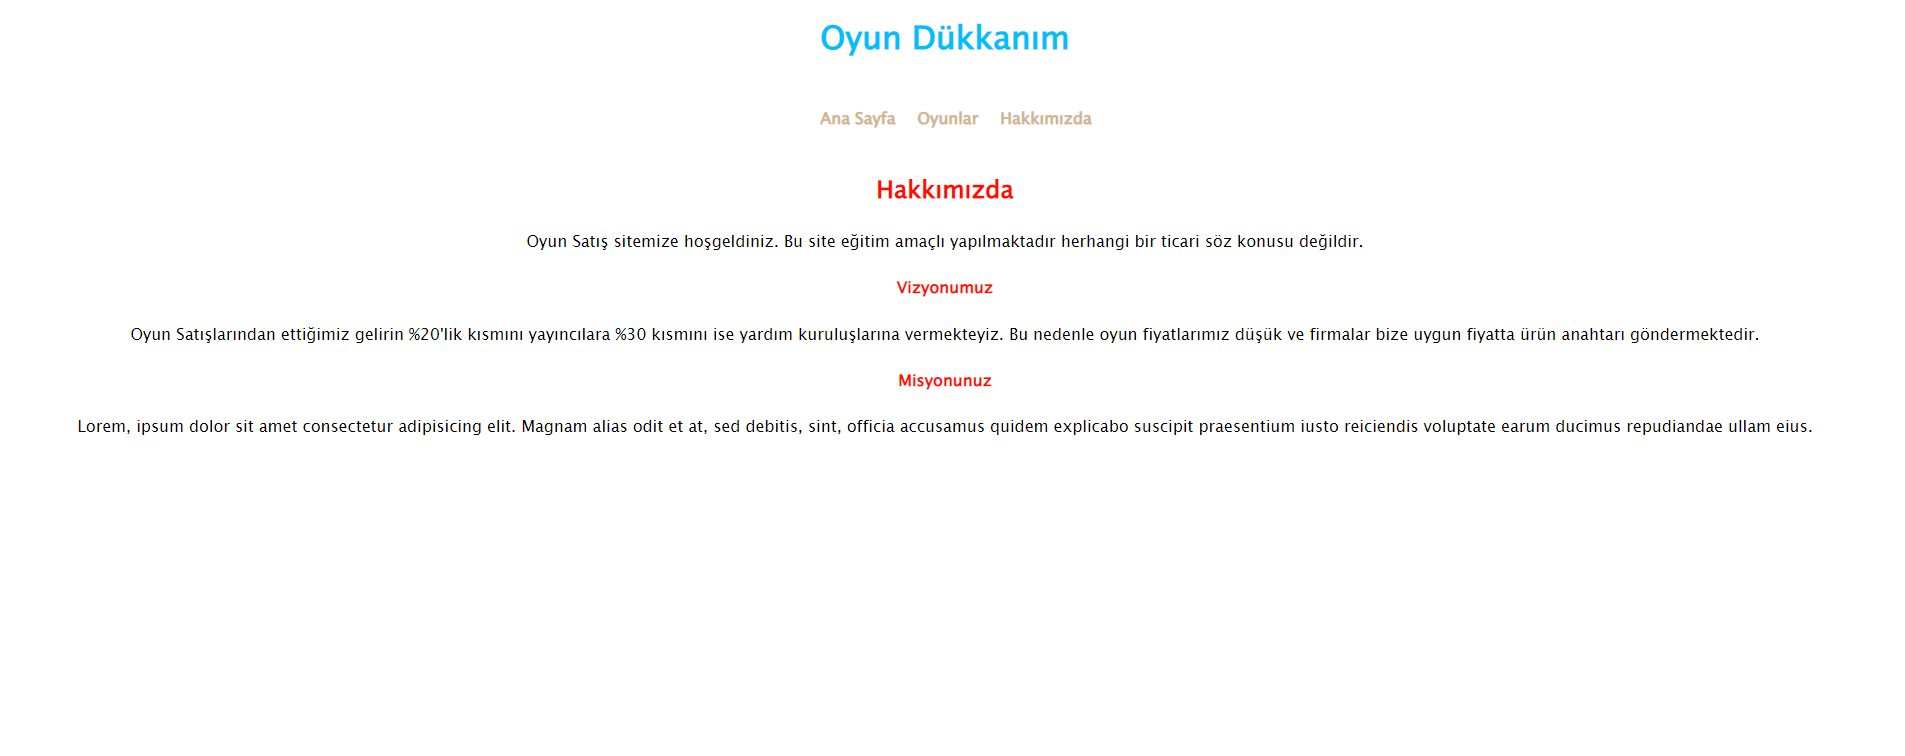 Oyun Dükkanım
Ana Sayfa Oyunlar Hakkımızda
Hakkımızda
Oyun Satış sitemize hoşgeldiniz. Bu site eğitim amaçlı yapılmaktadır herhangi bir ticari söz konusu değildir.
Vizyonumuz
Oyun Satışlarından ettiğimiz gelirin %20'lik kısmını yayıncılara %30 kısmını ise yardım kuruluşlarına vermekteyiz. Bu nedenle oyun fiyatlarımız düşük ve firmalar bize uygun fiyatta ürün anahtarı göndermektedir.
Misyonunuz
Lorem, ipsum dolor sit amet consectetur adipisicing elit. Magnam alias odit et at, sed debitis, sint, officia accusamus quidem explicabo suscipit praesentium iusto reiciendis voluptate earum ducimus repudiandae ullam eius.